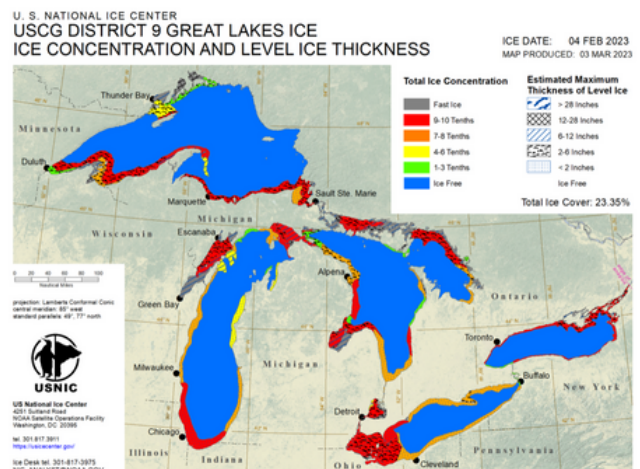 U. S. NATIONAL ICE CENTER
USCG DISTRICT 9 GREAT LAKES ICE
ICE CONCENTRATION AND LEVEL ICE THICKNESS
ICE DATE: 04 FEB 2023
MAP PRODUCED: 03 MAR 2023
Total Ice Concentration
Fast Ice
9-10 Tenths
7-8 Tenths
4-6 Tenths
1-3 Tenths
Ice Free
Estimated Maximum
Thickness of Level Ice
> 28 Inches
12-28 Inches
6-12 Inches
2-6 Inches
< 2 Inches
Ice Free
Total Ice Cover: 23.35%
Thunder Bay
Minnesota
Duluth
Marquette
Sault Ste. Marie
Michigan
Wisconsin
Escanaba
Alpena
Green Bay
Ontario
Toronto
Michigan
Milwaukee
Buffalo
New York
Detroit
Chicago
Illinois
Indiana
Ohio
Cleveland
Pennsylvania
Nautical Miles
projection: Lamberts Conformal Conic
central meridian: 85° west
standard parallels: 49°, 77° north
USNIC
US National Ice Center
4251 Suitland Road
NOAA Satellite Operations Facility
Washington, DC 20395
tel. 301.817.3911
https://usicecenter.gov/
Ice Desk tel. 301-817-3975